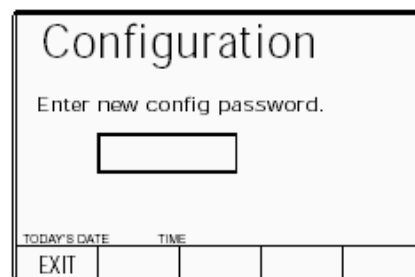 Configuration
Enter new config password.
TODAY'S DATE TIME
EXIT